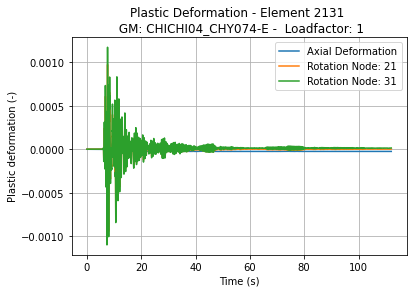 Plastic Deformation - Element 2131
GM: CHICHI04_CHY074-E -  Loadfactor: 1
Axial Deformation
Rotation Node: 21
Rotation Node: 31
Plastic deformation (-)
0.0010
0.0005
0.0000
−0.0005
−0.0010
0
20
40
60
80
100
Time (s)